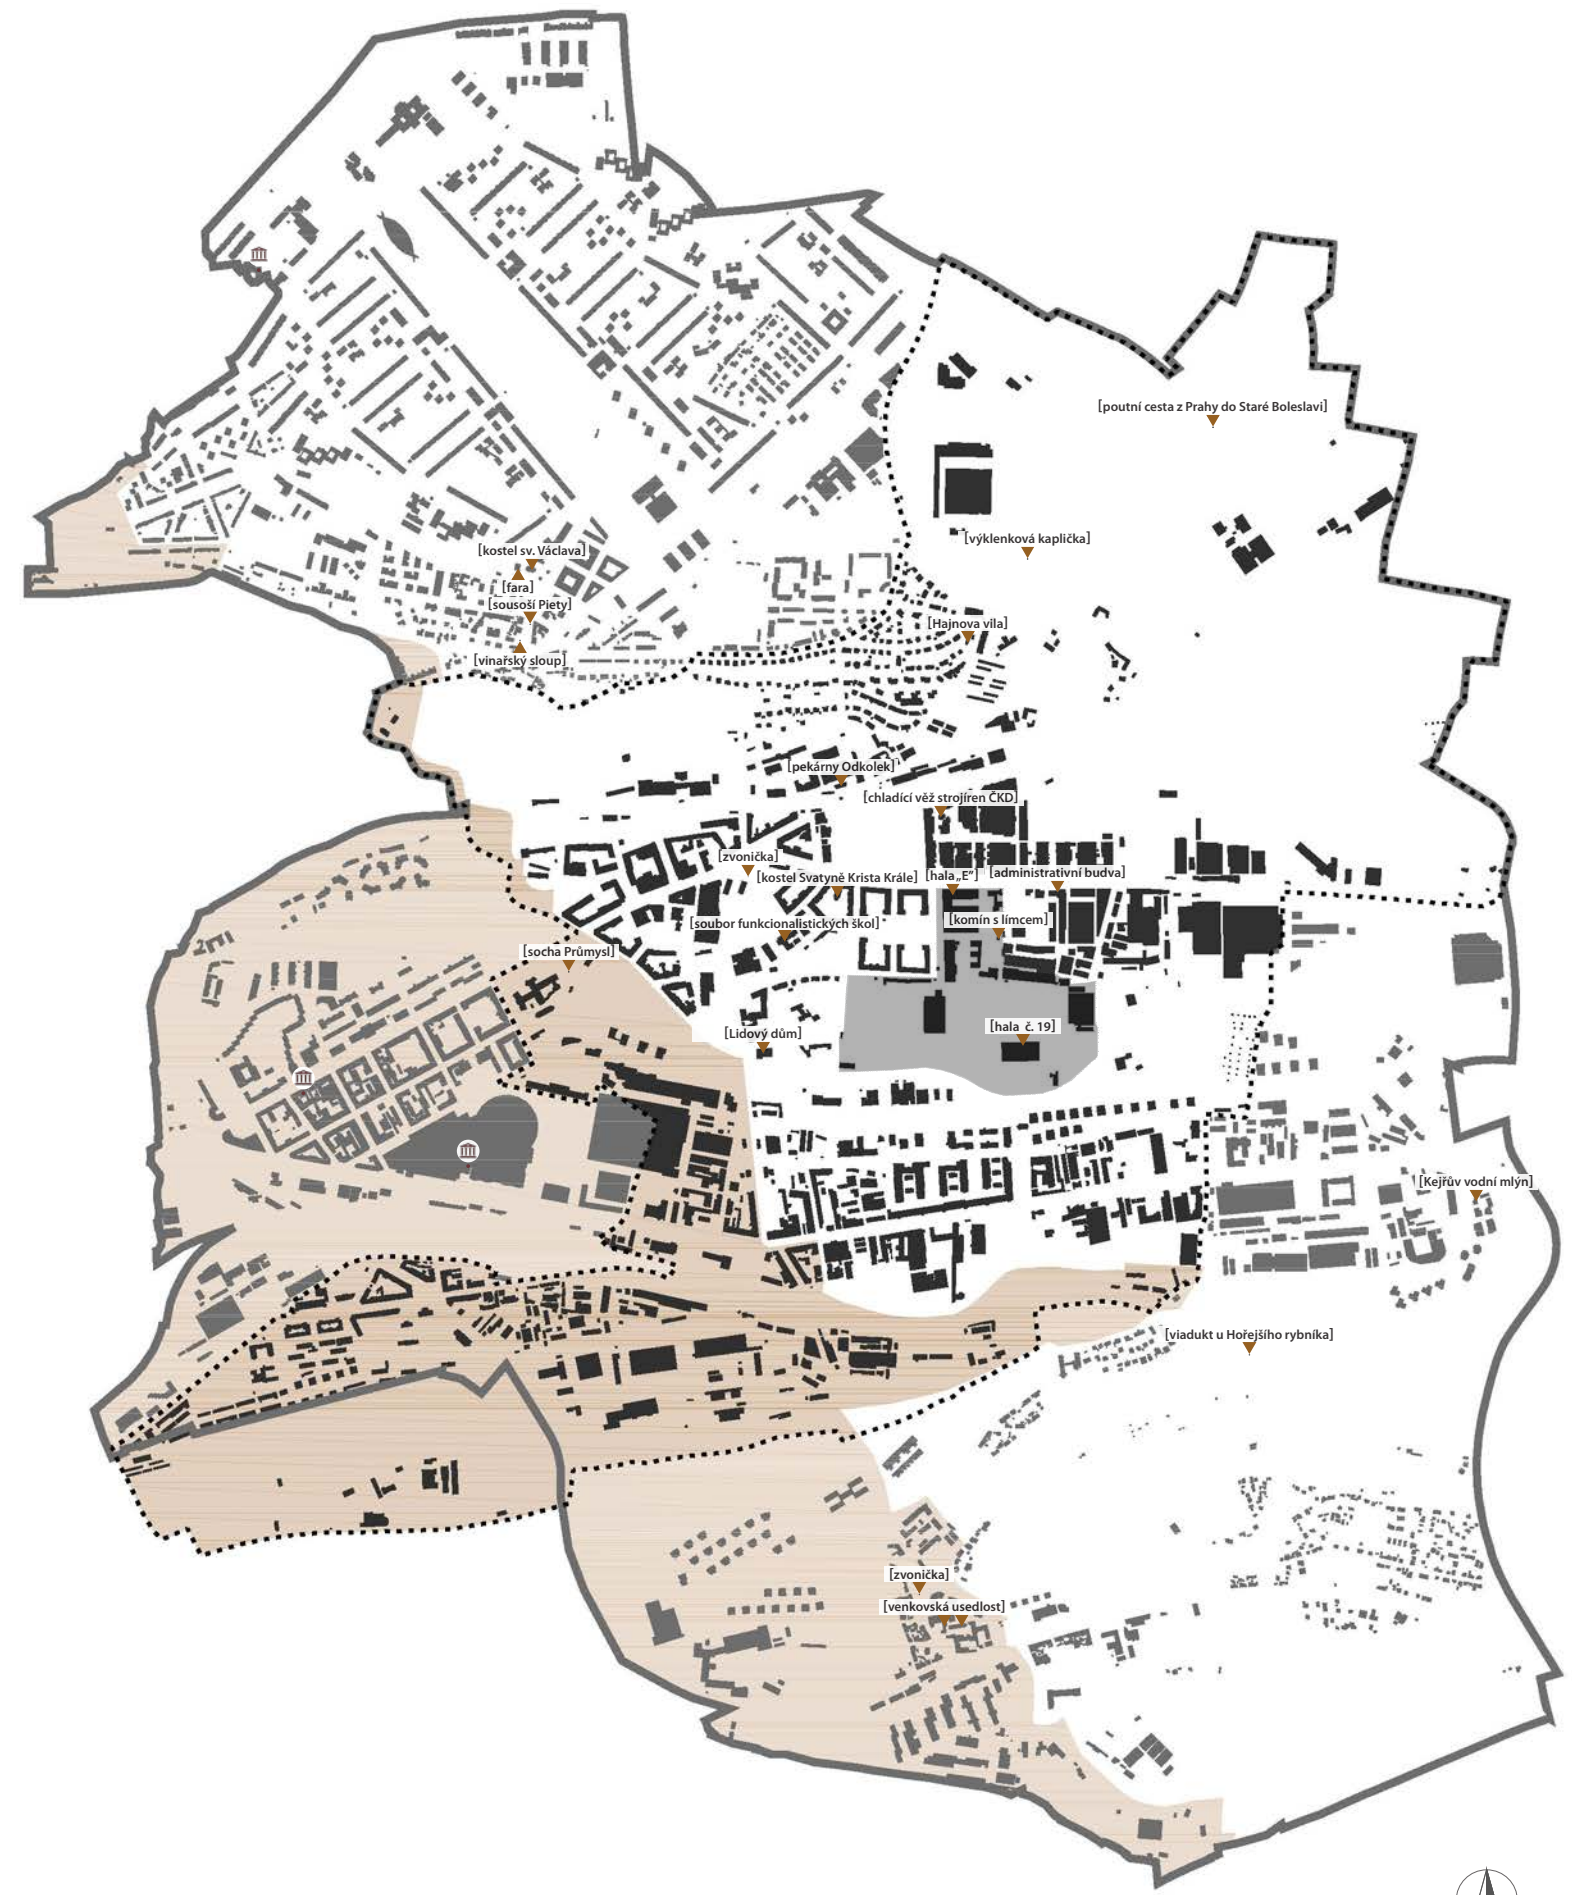 [poutní cesta z Prahy do Staré Boleslavi]
[výklenková kaplička]
[kostel sv. Václava]
[fara]
[sousoší Piety]
[Hajnova vila]
[vinařský sloup]
[pekárny Odkolek]
[chladící věž strojíren ČKD]
[zvonička]
[kostel Svatyně Krista Krále]
[hala„E”]
[administrativní budva]
[soubor funkcionalistických škol]
[komín s límcem]
[socha Průmysl]
[Lidový dům]
[hala č. 19]
[Kejřův vodní mlýn]
[viadukt u Hořejšího rybníka]
[zvonička]
[venkovská usedlost]